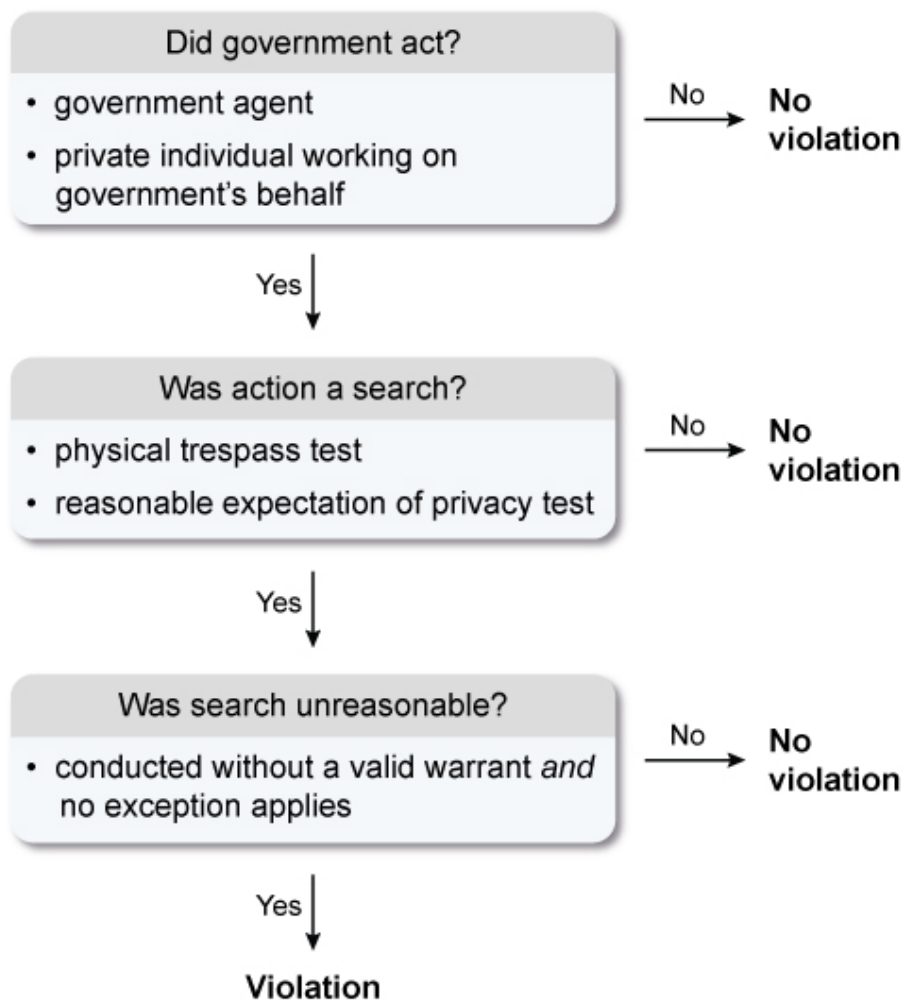 Did government act?
• government agent
• private individual working on
government's behalf
No
No
violation
Yes
Was action a search?
• physical trespass test
• reasonable expectation of privacy test
No
No
violation
Yes
Was search unreasonable?
• conducted without a valid warrant and
no exception applies
No
No
violation
Yes
Violation